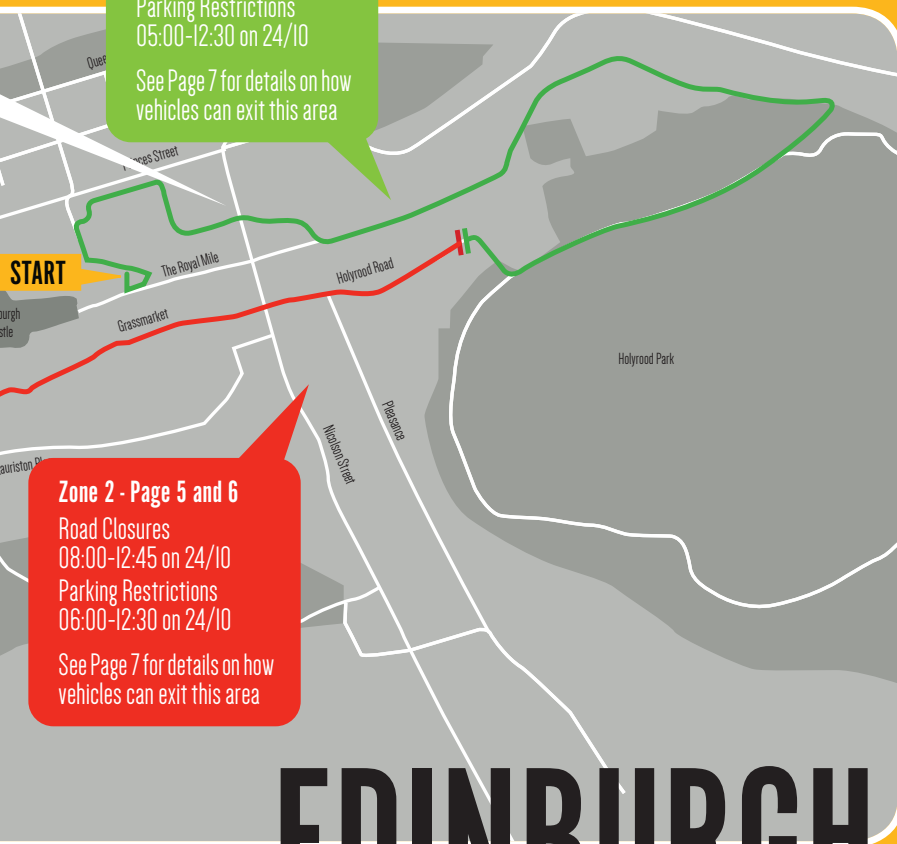 Parking Restrictions
05:00-12:30 on 24/10
See Page 7 for details on how
vehicles can exit this area
Street
START
The Royal Mile
Holyrood Road
Grassmarket
Holyrood Park
Pleasance
Nicolson Street
Zone 2 - Page 5 and 6
Road Closures
08:00-12:45 on 24/10
Parking Restrictions
06:00-12:30 on 24/10
See Page 7 for details on how
vehicles can exit this area
EDINBURGH